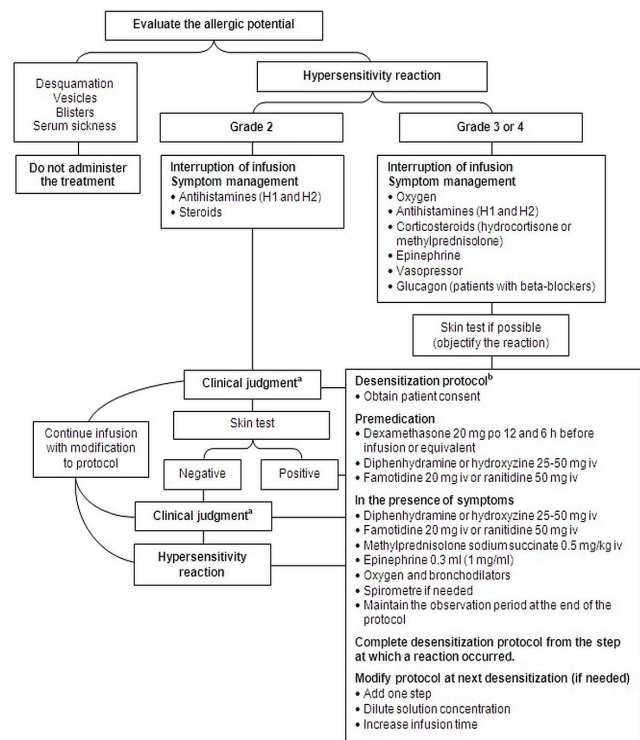 Evaluate the allergic potential
Desquamation
Vesicles
Blisters
Serum sickness
Do not administer
the treatment
Hypersensitivity reaction
Grade 2
Interruption of infusion
Symptom management
• Antihistamines (H1 and H2)
• Steroids
Grade 3 or 4
Interruption of infusion
Symptom management
• Oxygen
• Antihistamines (H1 and H2)
• Corticosteroids (hydrocortisone or
methylprednisolone)
• Epinephrine
• Vasopressor
• Glucagon (patients with beta-blockers)
Skin test if possible
(objectify the reaction)
Clinical judgmentᵃ
Continue infusion
with modification
to protocol
Skin test
Negative
Positive
Clinical judgmentᵃ
Hypersensitivity
reaction
Desensitization protocolᵇ
• Obtain patient consent
Premedication
• Dexamethasone 20 mg po 12 and 6 h before
infusion or equivalent
• Diphenhydramine or hydroxyzine 25-50 mg iv
• Famotidine 20 mg iv or ranitidine 50 mg iv
In the presence of symptoms
• Diphenhydramine or hydroxyzine 25-50 mg iv
• Famotidine 20 mg iv or ranitidine 50 mg iv
• Methylprednisolone sodium succinate 0.5 mg/kg iv
• Epinephrine 0.3 ml (1 mg/ml)
• Oxygen and bronchodilators
• Spirometre if needed
• Maintain the observation period at the end of the
protocol
Complete desensitization protocol from the step
at which a reaction occurred.
Modify protocol at next desensitization (if needed)
• Add one step
• Dilute solution concentration
• Increase infusion time